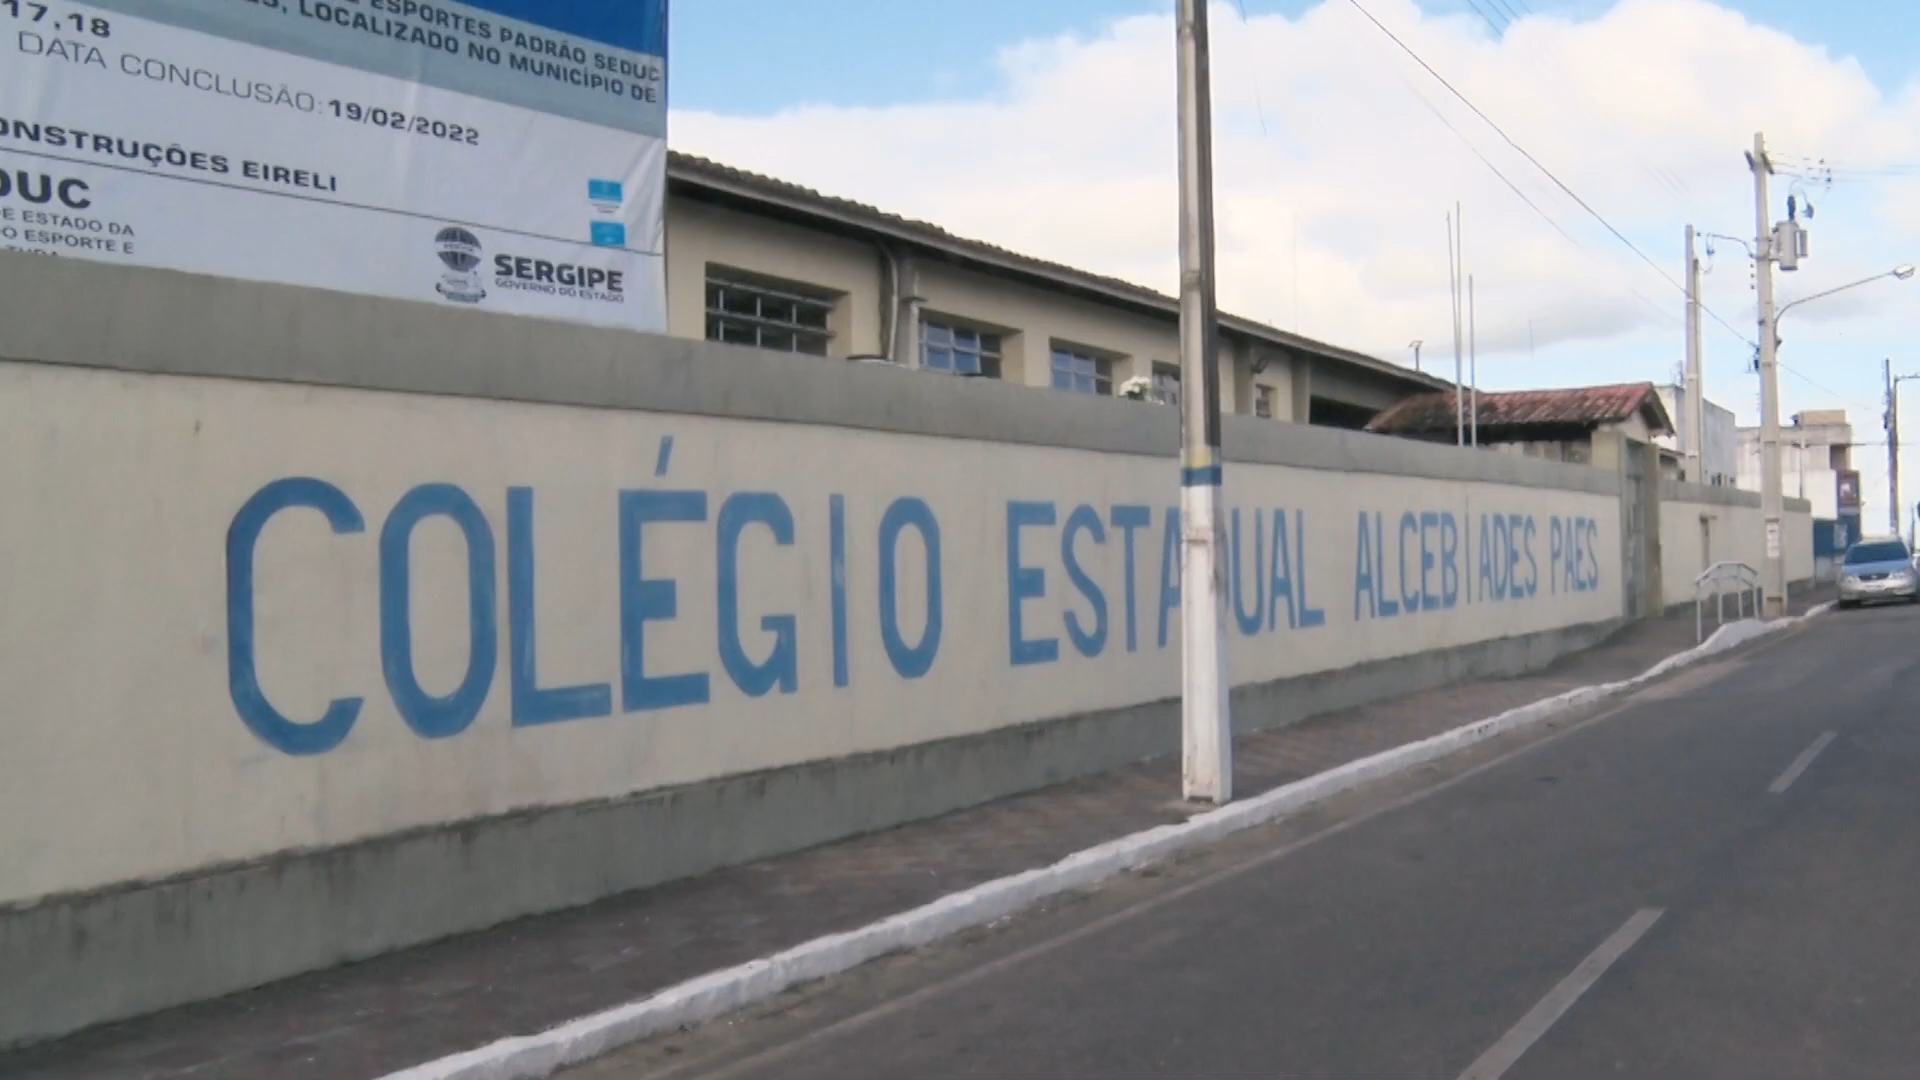 ESPORTES PADRÃO SEDUC
LOCALIZADO NO MUNICÍPIO DE
17,18
DATA CONCLUSÃO: 19/02/2022
ONSTRUÇÕES EIRELI
DUC
E ESTADO DA
O ESPORTE E
SERGIPE
GOVERNO DO ESTADO
COLÉGIO ESTADUAL ALCEBIADES PAES